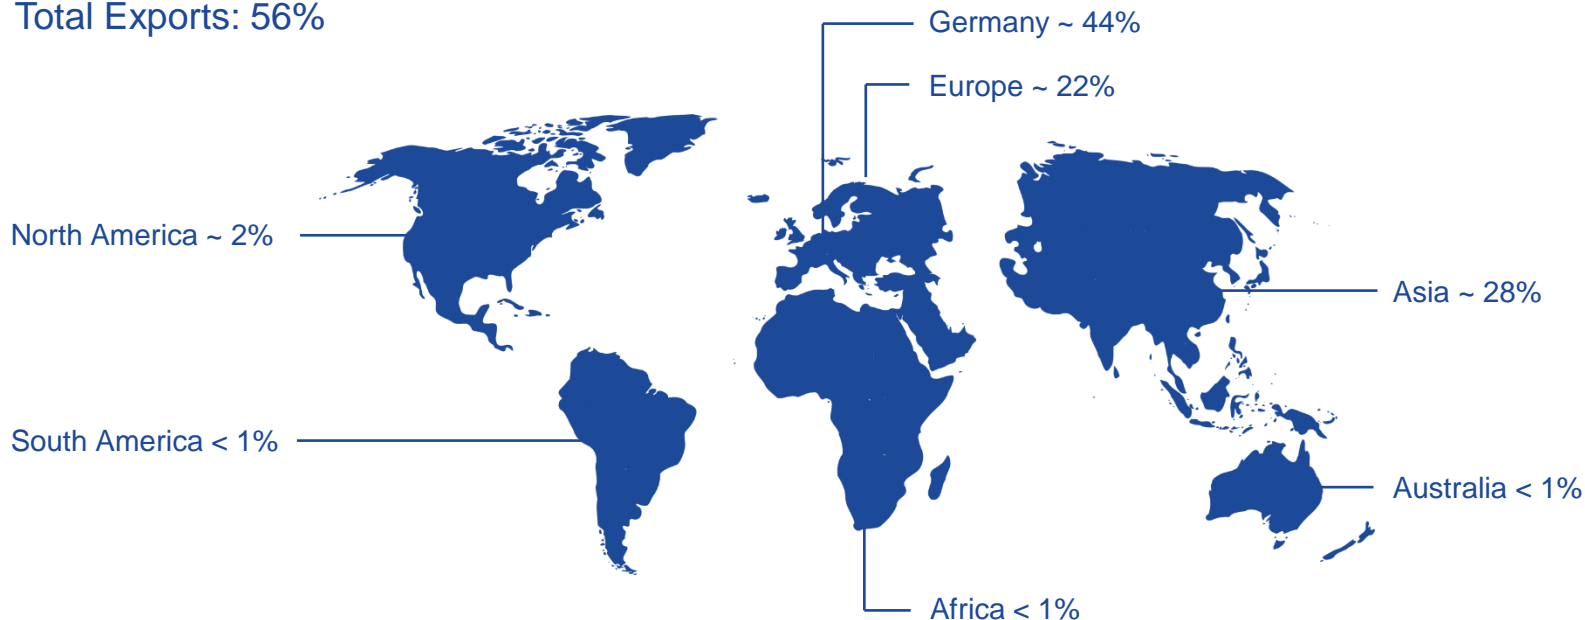 Total Exports: 56%
Germany ~ 44%
Europe ~ 22%
North America ~ 2%
Asia ~ 28%
South America < 1%
Australia < 1%
Africa < 1%